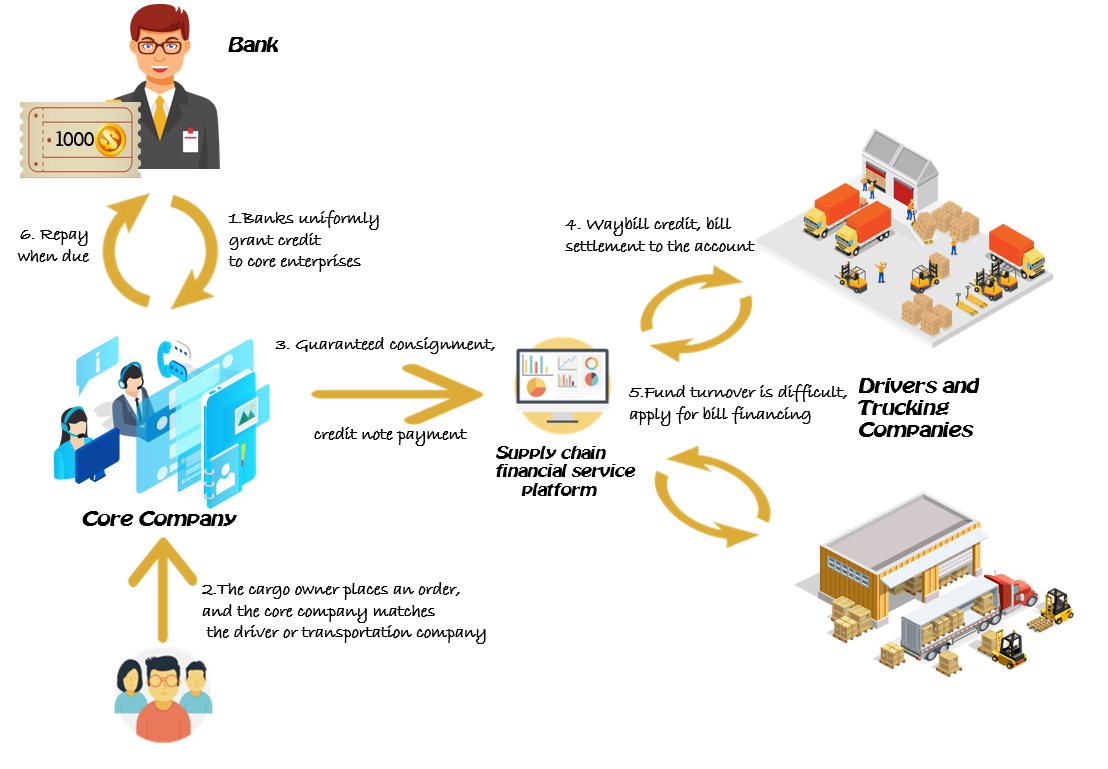 Bank
1000
1.Banks uniformly
grant credit
to core enterprises
6. Repay
when due
4. Waybill credit, bill
settlement to the account
3. Guaranteed consignment,
credit note payment
5.Fund turnover is difficult,
apply for bill financing
Drivers and
Trucking
Companies
Supply chain
financial service
platform
Core Company
2.The cargo owner places an order,
and the core company matches
the driver or transportation company